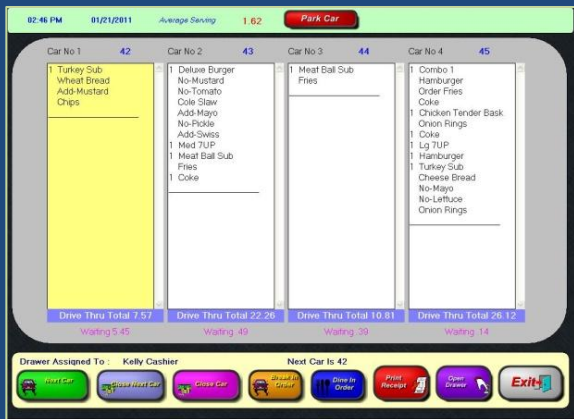 02:46 PM 01/21/2011 Average Serving 1.62 Park Car
Car No 1 42
1 Turkey Sub
Wheat Bread
Add-Mustard
Chips
Drive Thru Total 7.57
Waiting 5.45
Car No 2 43
1 Deluxe Burger
No-Mustard
No-Tomato
Cole Slaw
Add-Mayo
No-Pickle
Add-Swiss
1 Med 7UP
1 Meat Ball Sub
Fries
1 Coke
Drive Thru Total 22.26
Waiting .49
Car No 3 44
1 Meat Ball Sub
Fries
Drive Thru Total 10.81
Waiting .39
Car No 4 45
1 Combo 1
Hamburger
Order Fries
Coke
1 Chicken Tender Bask
Onion Rings
1 Coke
1 Lg 7UP
1 Hamburger
1 Turkey Sub
Cheese Bread
No-Mayo
No-Lettuce
Onion Rings
Drive Thru Total 26.12
Waiting .14
Drawer Assigned To : Kelly Cashier Next Car Is 42
Next Car
Close Next Car
Close Car
Break In
Order
Dine In
Order
Print
Receipt
Open
Drawer
Exit